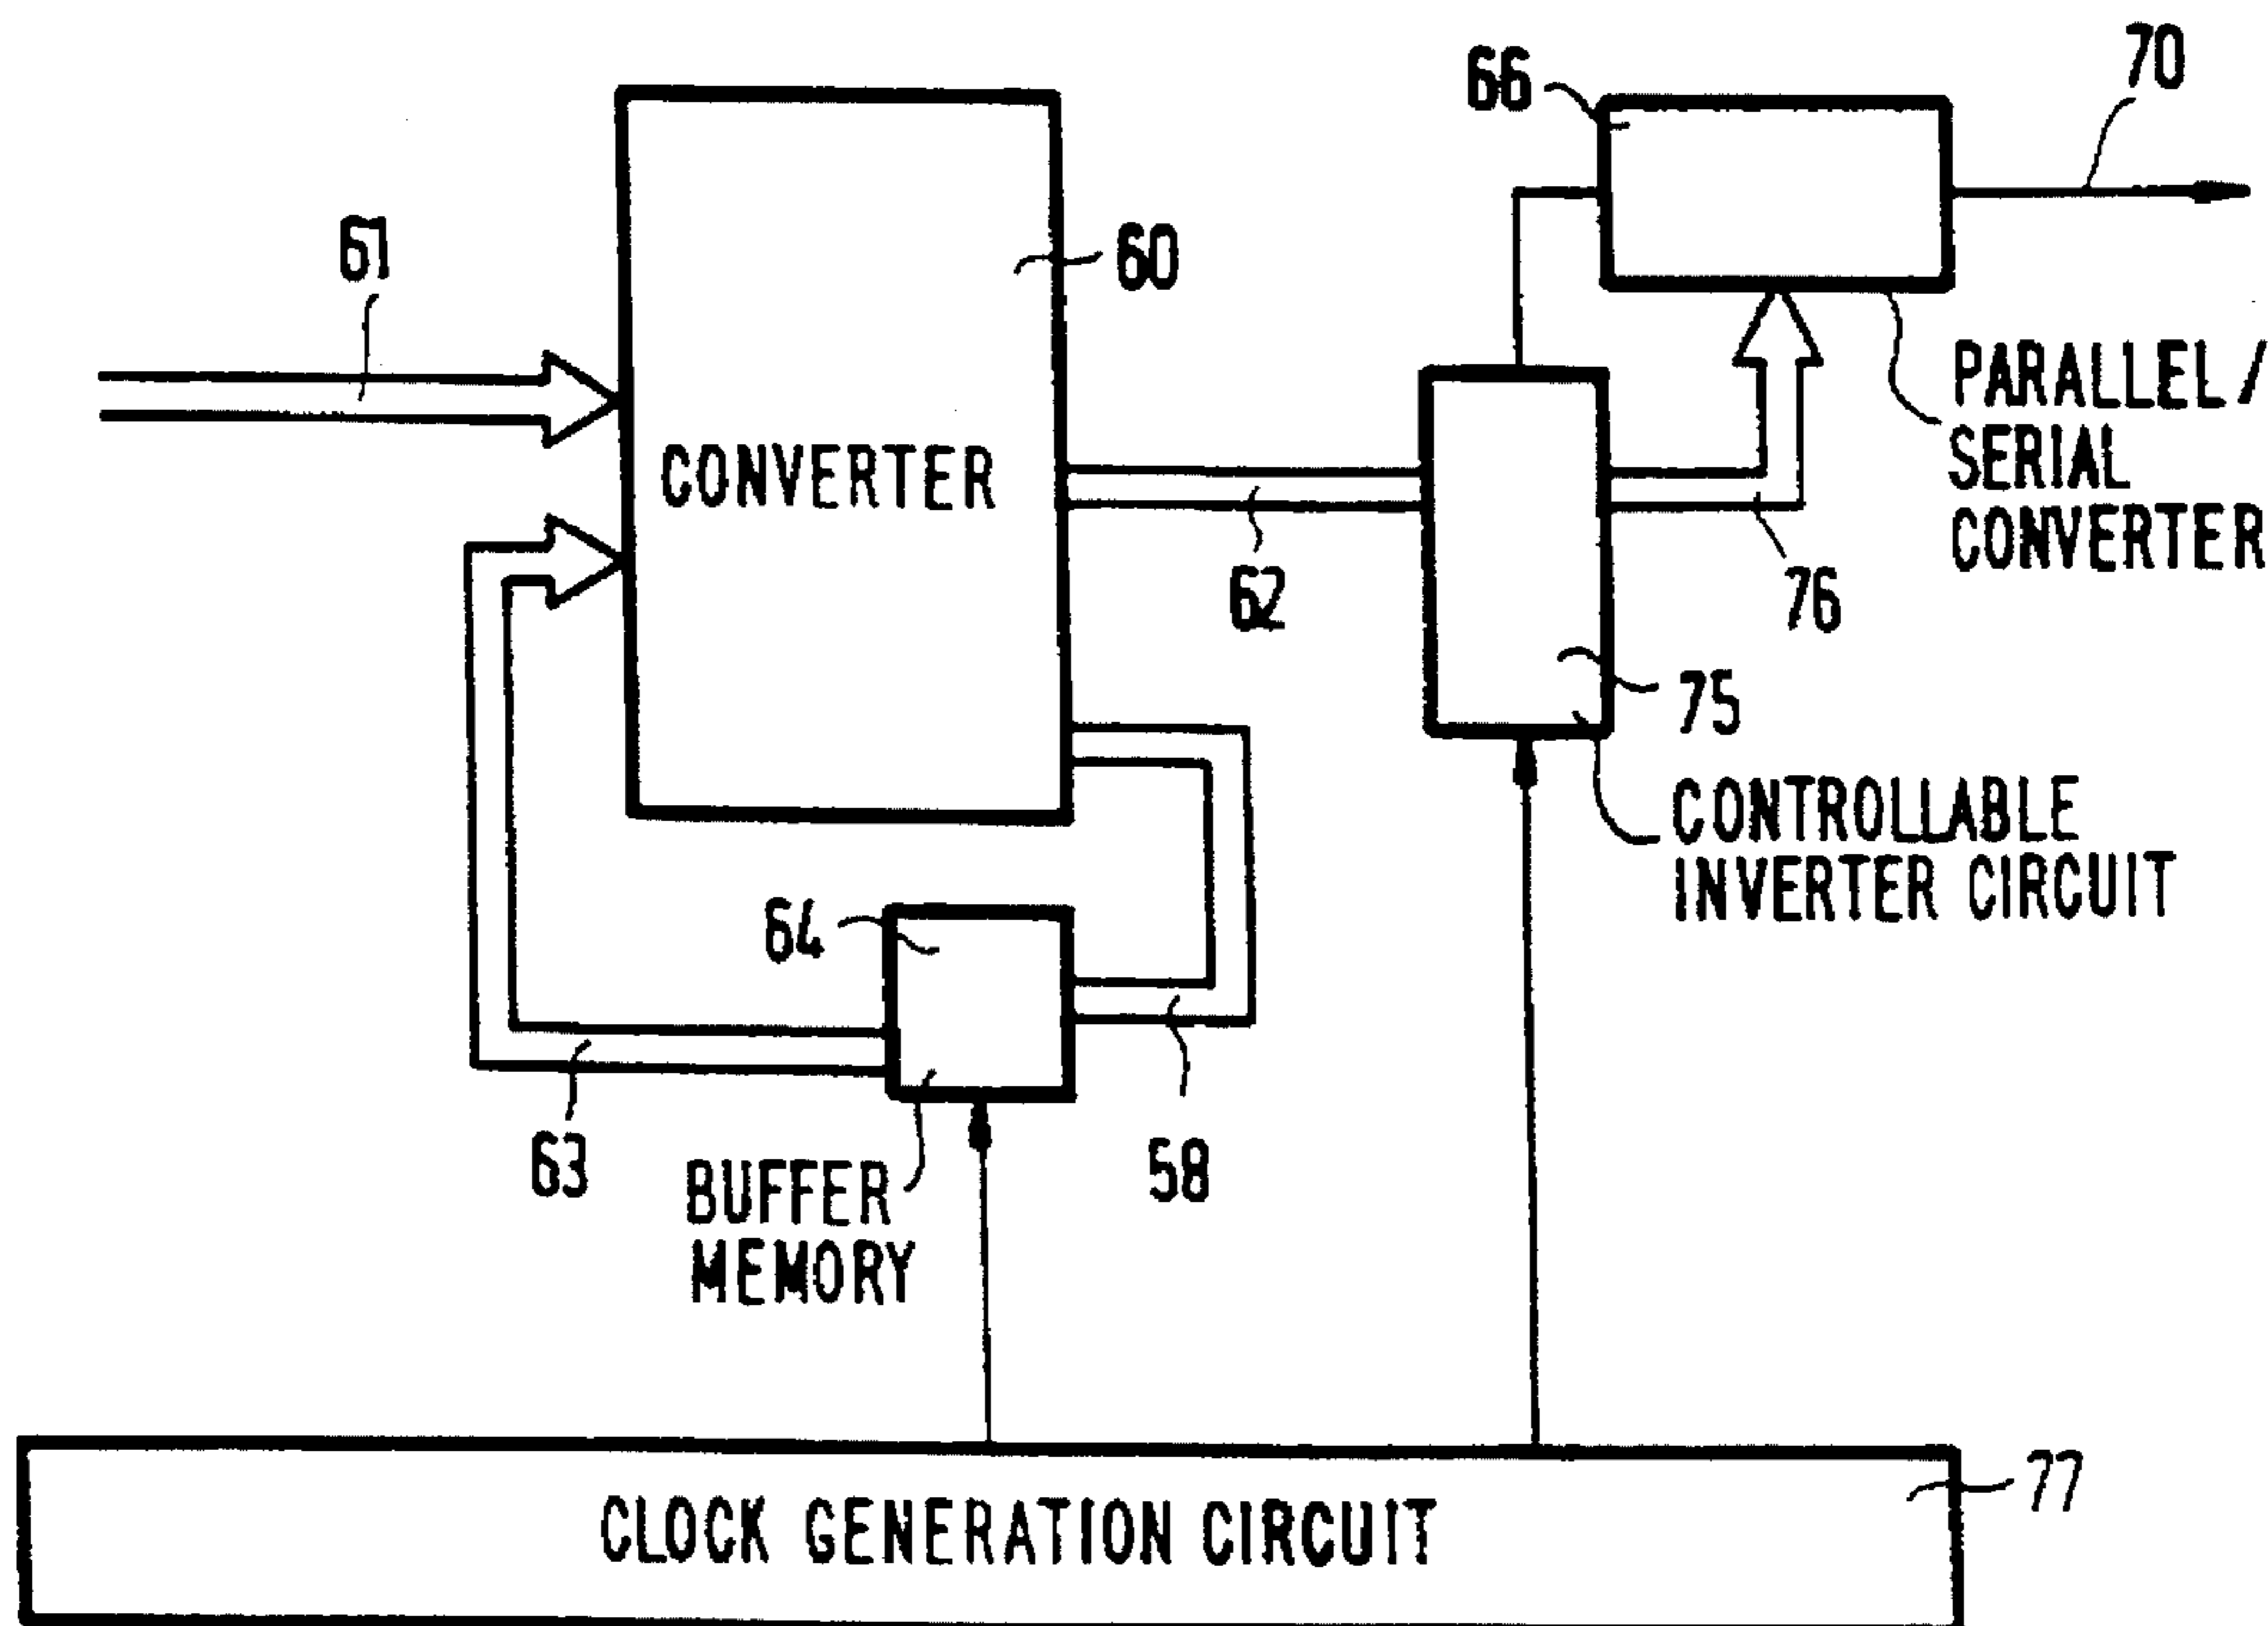 66
70
61
60
CONVERTER
PARALLEL/
SERIAL
CONVERTER
62
76
75
CONTROLLABLE
INVERTER CIRCUIT
64
63
BUFFER
MEMORY
58
CLOCK GENERATION CIRCUIT
77